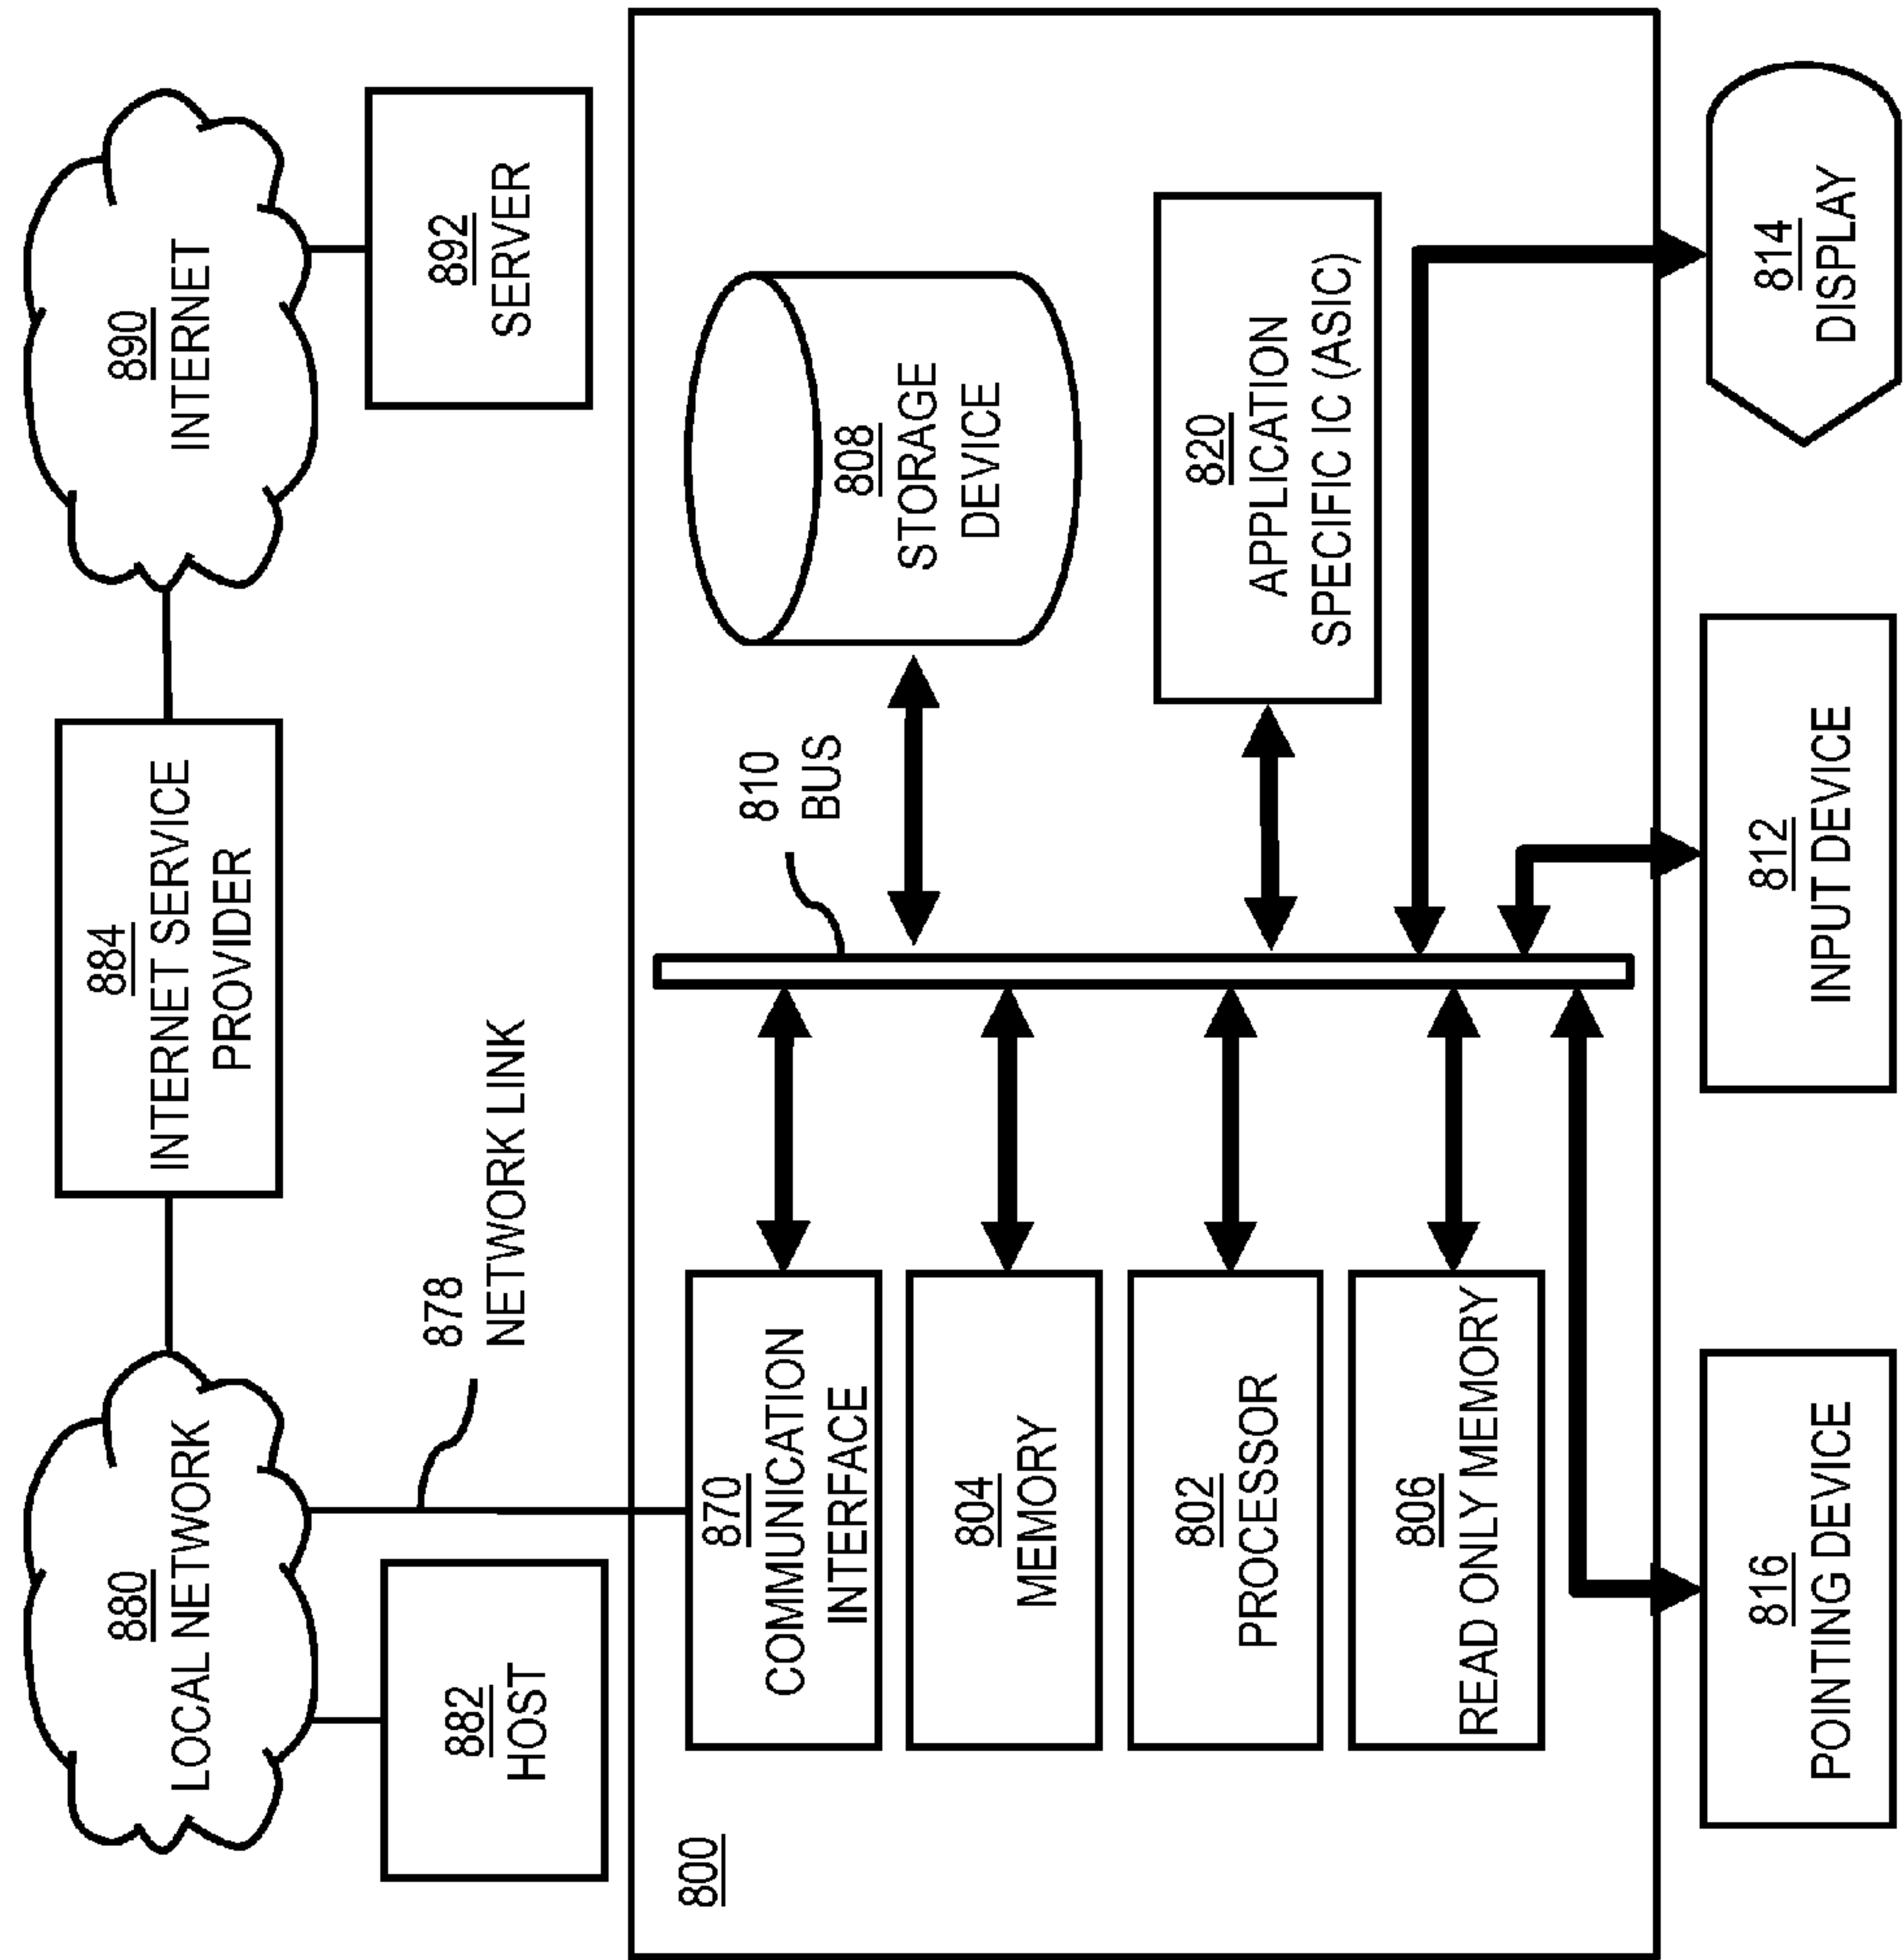 880
LOCAL NETWORK
884
INTERNET SERVICE
PROVIDER
890
INTERNET
882
HOST
878
NETWORK LINK
892
SERVER
800
870
COMMUNICATION
INTERFACE
810
BUS
808
STORAGE
DEVICE
804
MEMORY
802
PROCESSOR
820
APPLICATION
SPECIFIC IC (ASIC)
806
READ ONLY MEMORY
816
POINTING DEVICE
812
INPUT DEVICE
814
DISPLAY